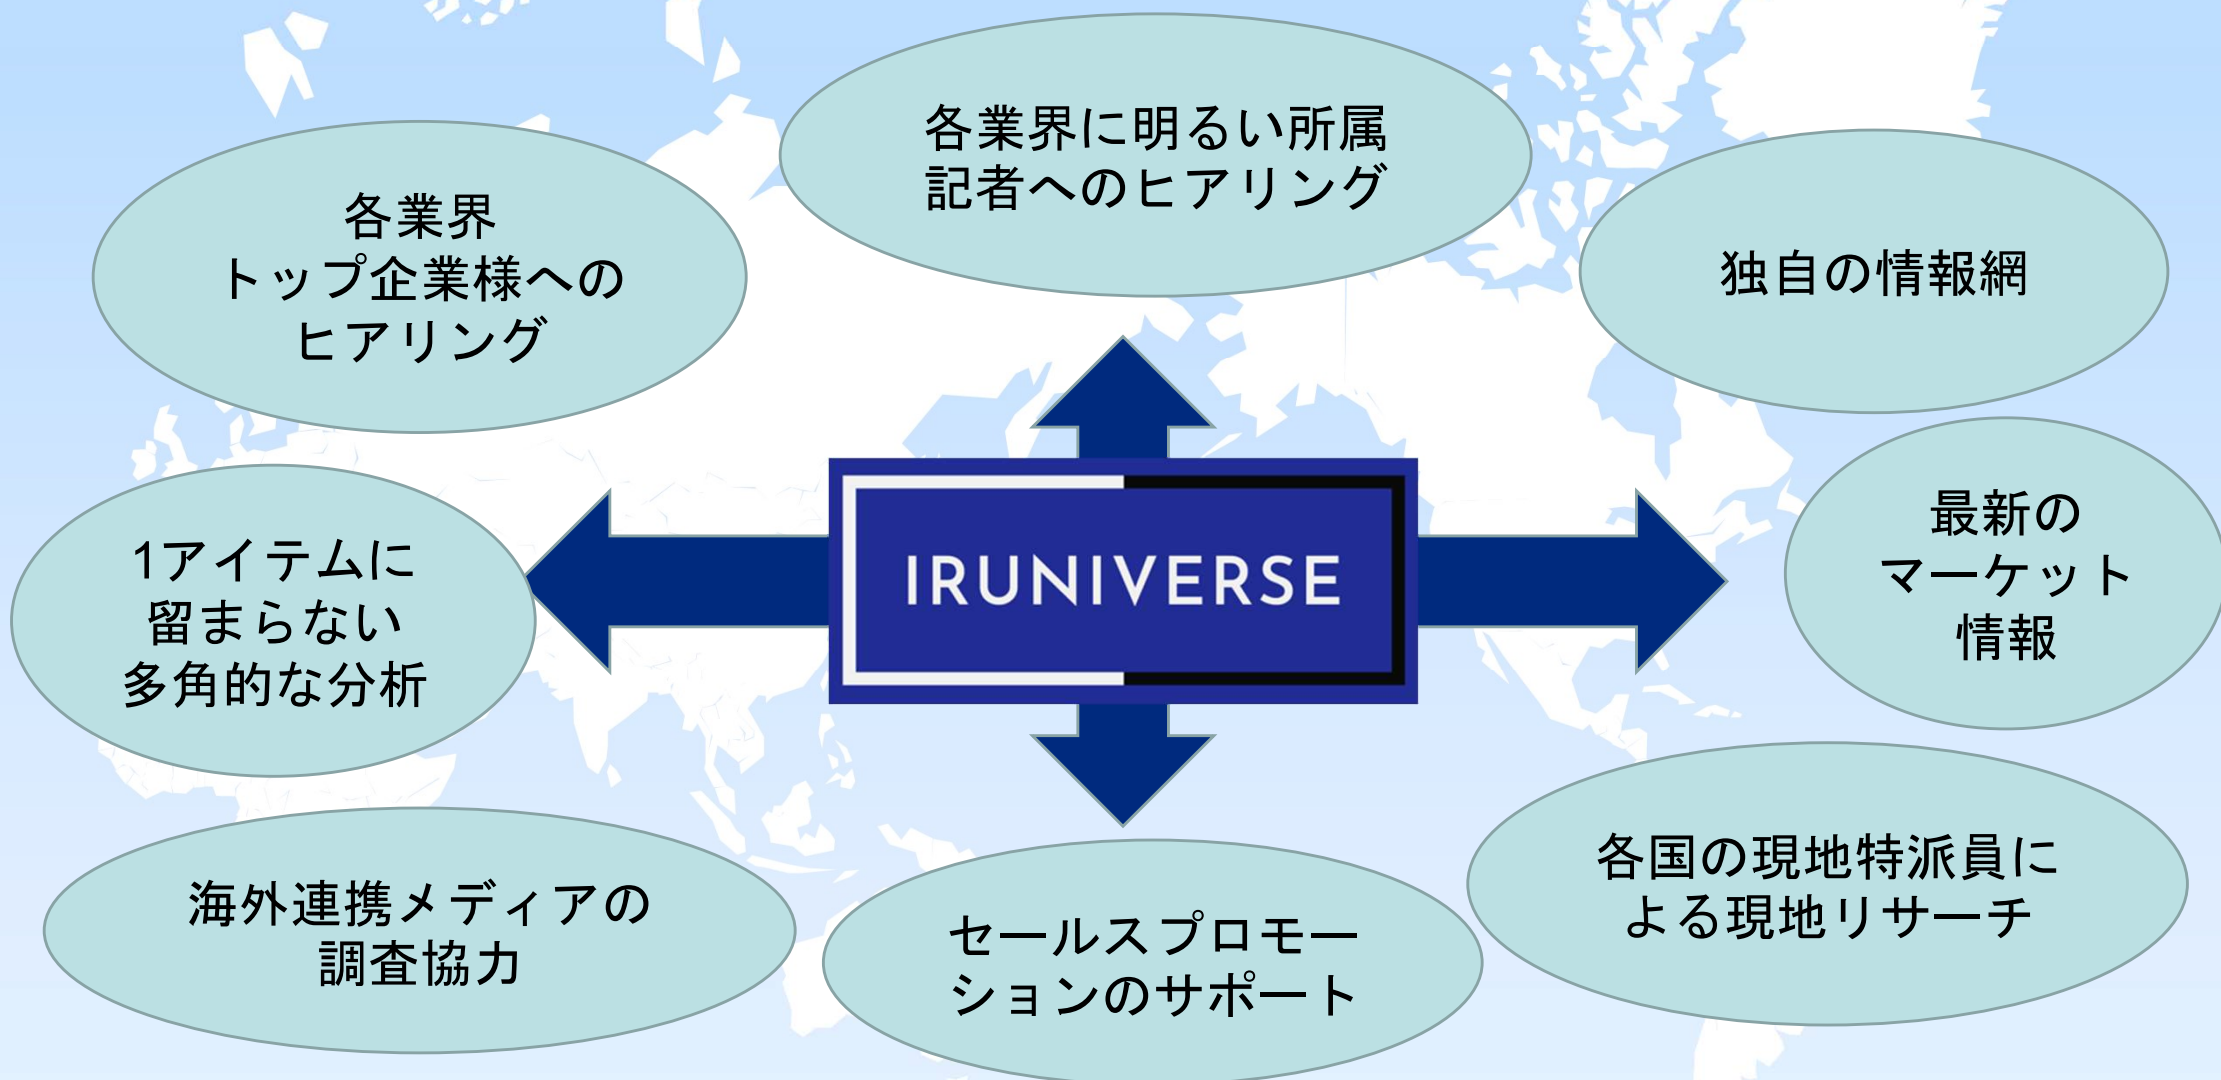 各業界に明るい所属
記者へのヒアリング
各業界
トップ企業様への
ヒアリング
独自の情報網
最新の
マーケット
情報
1アイテムに
留まらない
多角的な分析
IRUNIVERSE
各国の現地特派員に
よる現地リサーチ
海外連携メディアの
調査協力
セールスプロモー
ションのサポート